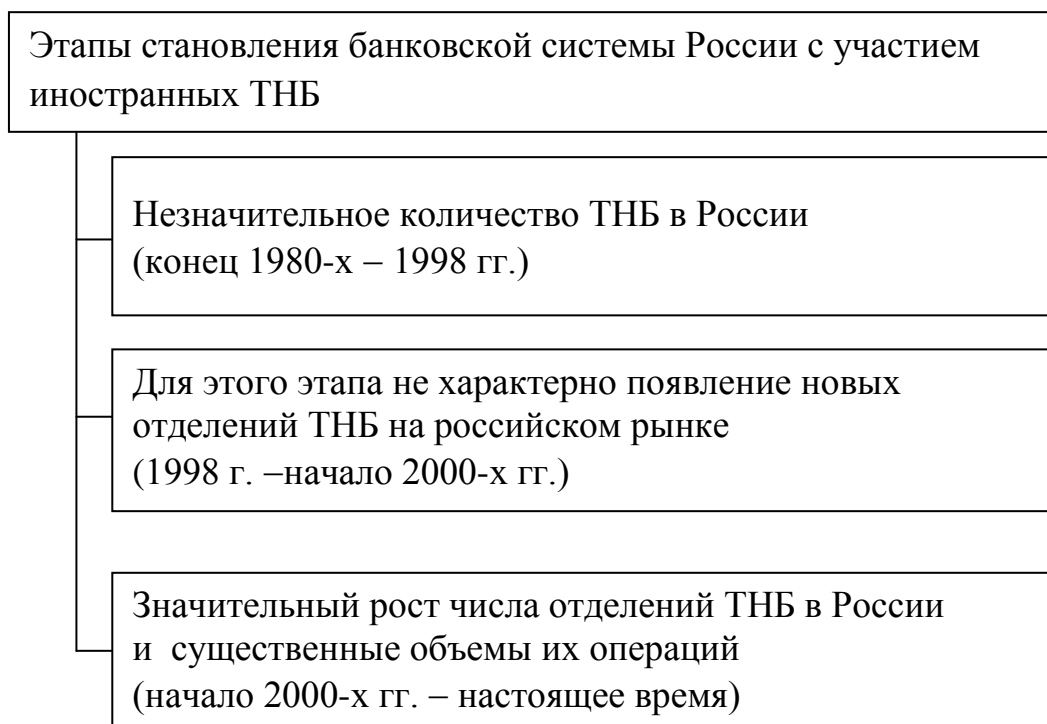 Этапы становления банковской системы России с участием
иностранных ТНБ
Незначительное количество ТНБ в России
(конец 1980-х – 1998 гг.)
Для этого этапа не характерно появление новых
отделений ТНБ на российском рынке
(1998 г. –начало 2000-х гг.)
Значительный рост числа отделений ТНБ в России
и  существенные объемы их операций
(начало 2000-х гг. – настоящее время)